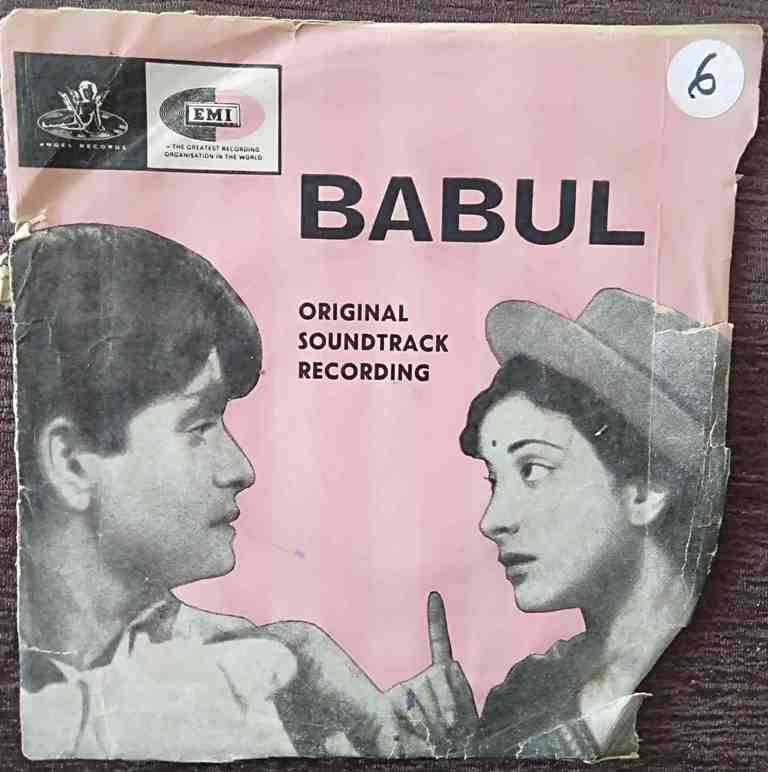 ANGEL RECORDS
EMI
– THE GREATEST RECORDING
ORGANISATION IN THE WORLD
6
BABUL
ORIGINAL
SOUNDTRACK
RECORDING